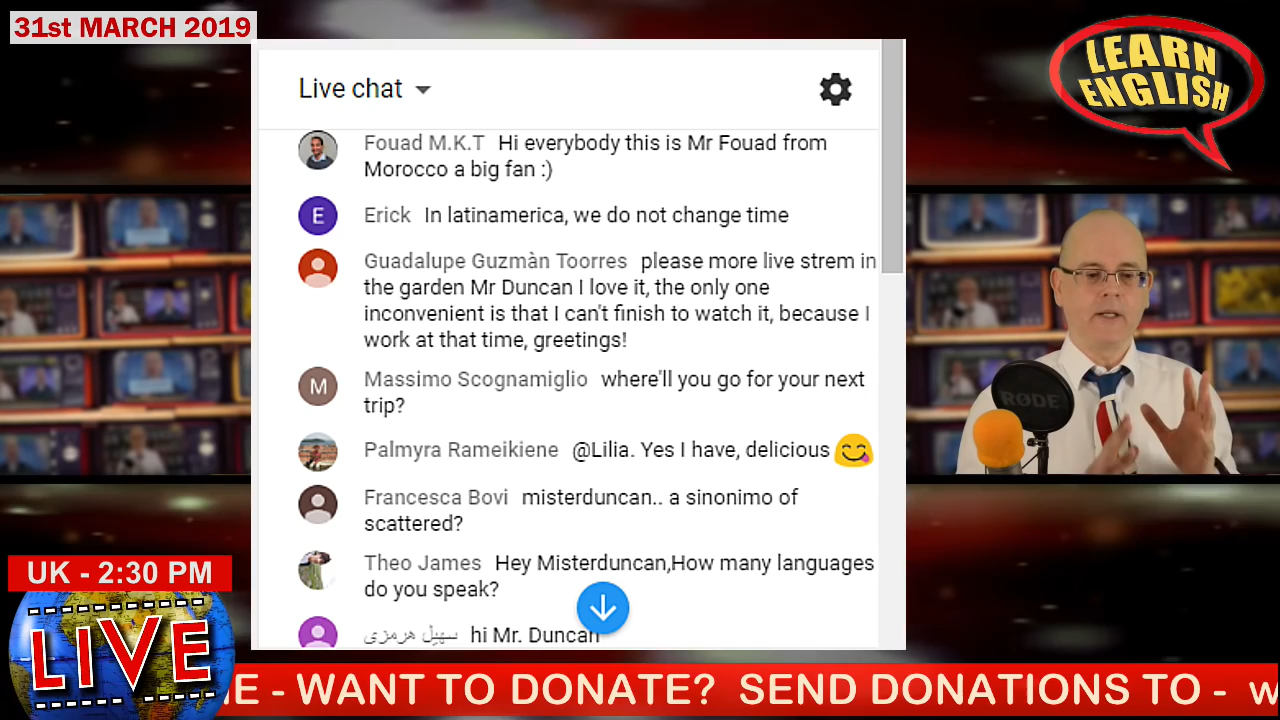 31st MARCH 2019
LEARN
ENGLISH
Live chat
Fouad M.K.T Hi everybody this is Mr Fouad from
Morocco a big fan :)
E
Erick In latinamerica, we do not change time
Guadalupe Guzmàn Toorres please more live strem in
the garden Mr Duncan I love it, the only one
inconvenient is that I can't finish to watch it, because I
work at that time, greetings!
M
Massimo Scognamiglio where'll you go for your next
trip?
Palmyra Rameikiene @Lilia. Yes I have, delicious 😋
Francesca Bovi misterduncan.. a sinonimo of
scattered?
Theo James Hey Misterduncan,How many languages
do you speak?
سهیل هرمزی hi Mr. Duncan
RØDE
UK - 2:30 PM
LIVE
E - WANT TO DONATE? SEND DONATIONS TO - w